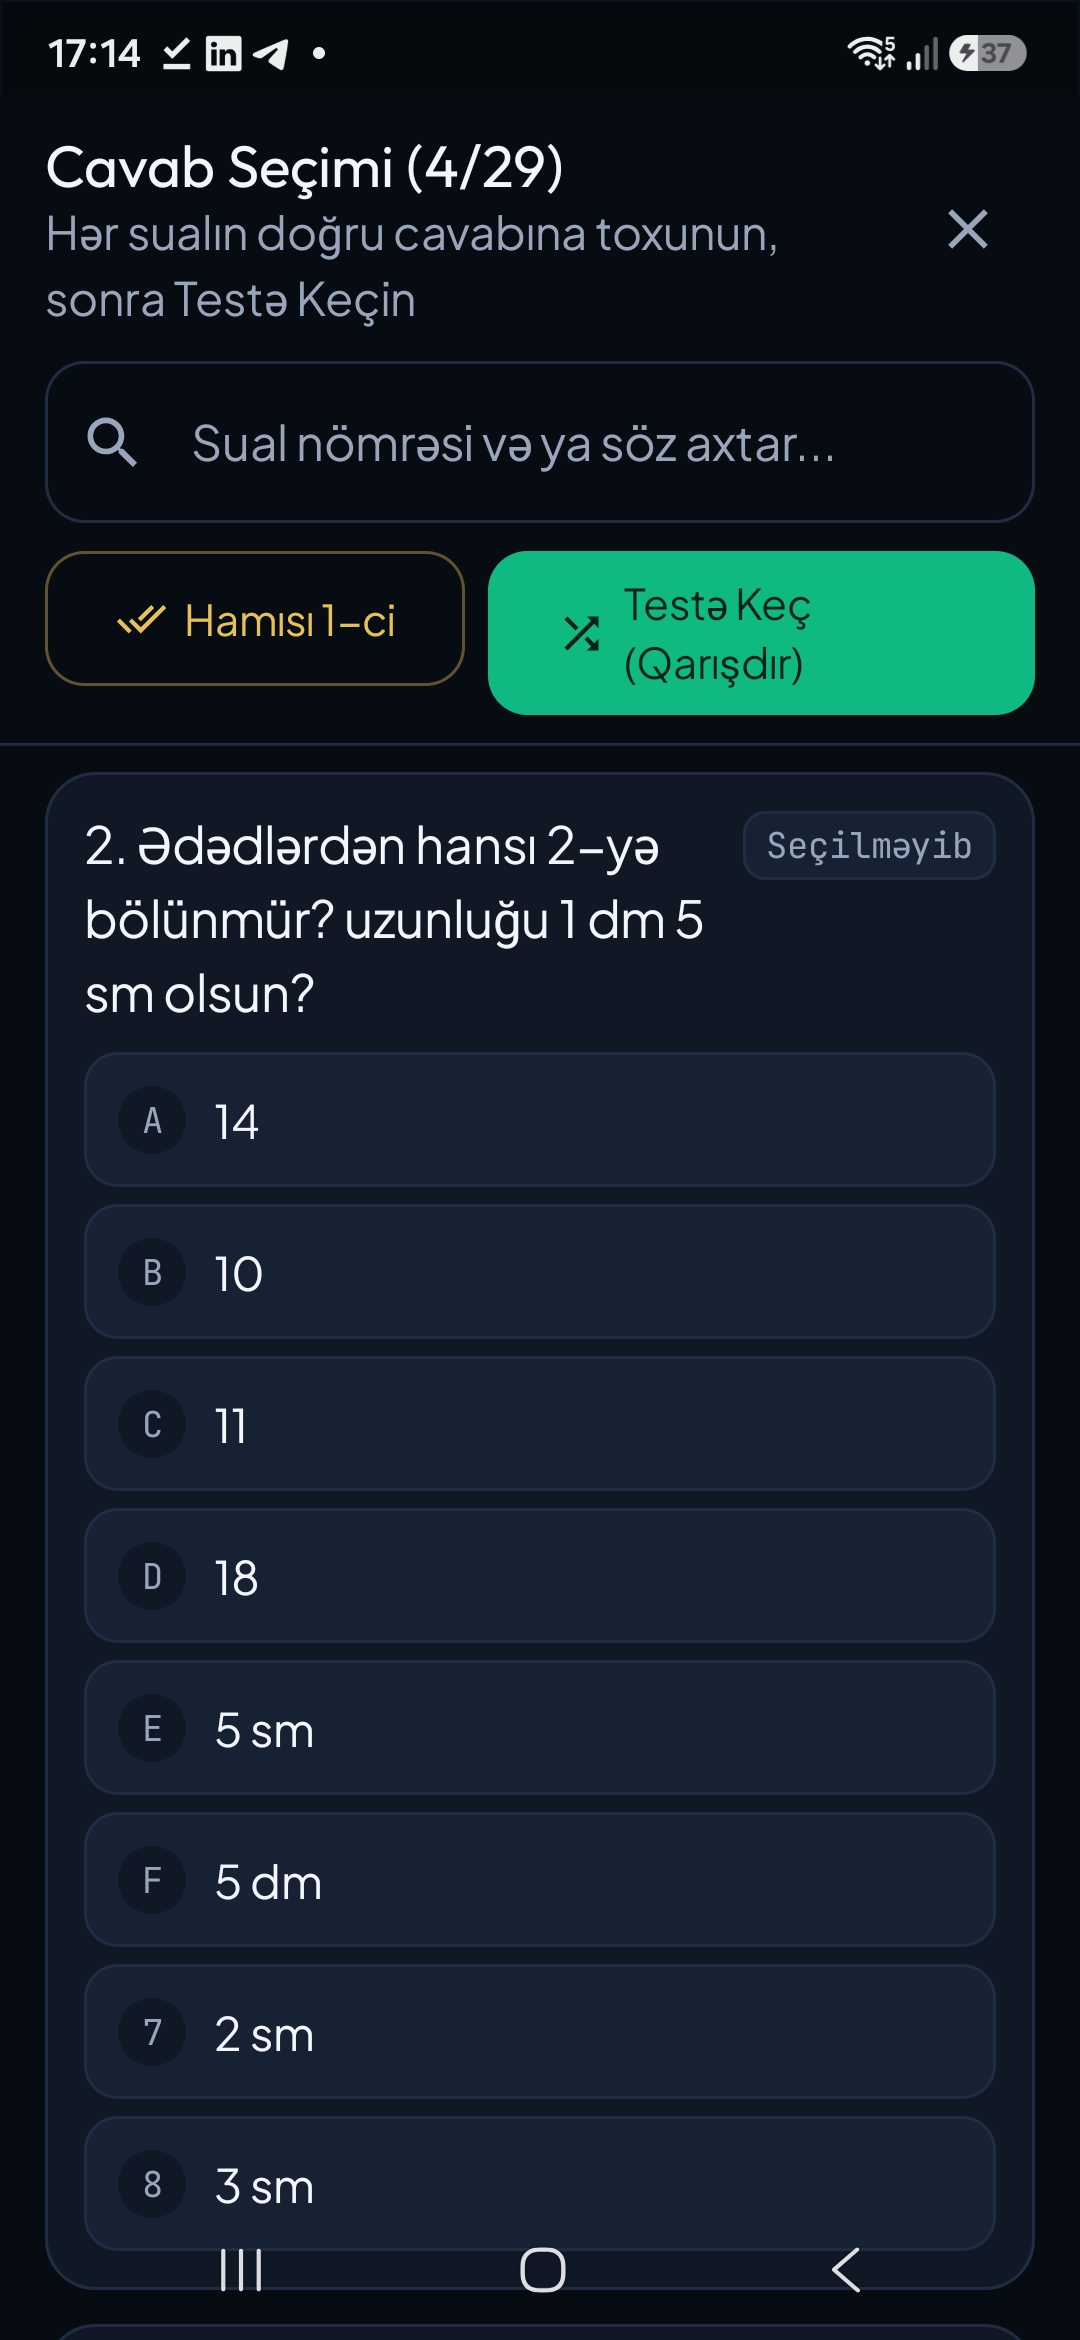 17:14
5
37
Cavab Seçimi (4/29)
Hər sualın doğru cavabına toxunun,
sonra Testə Keçin
Sual nömrəsi və ya söz axtar...
Hamısı 1-ci
Testə Keç
(Qarışdır)
2. Ədədlərdən hansı 2-yə
bölünmür? uzunluğu 1 dm 5
sm olsun?
Seçilməyib
A 14
B 10
C 11
D 18
E 5 sm
F 5 dm
7 2 sm
8 3 sm